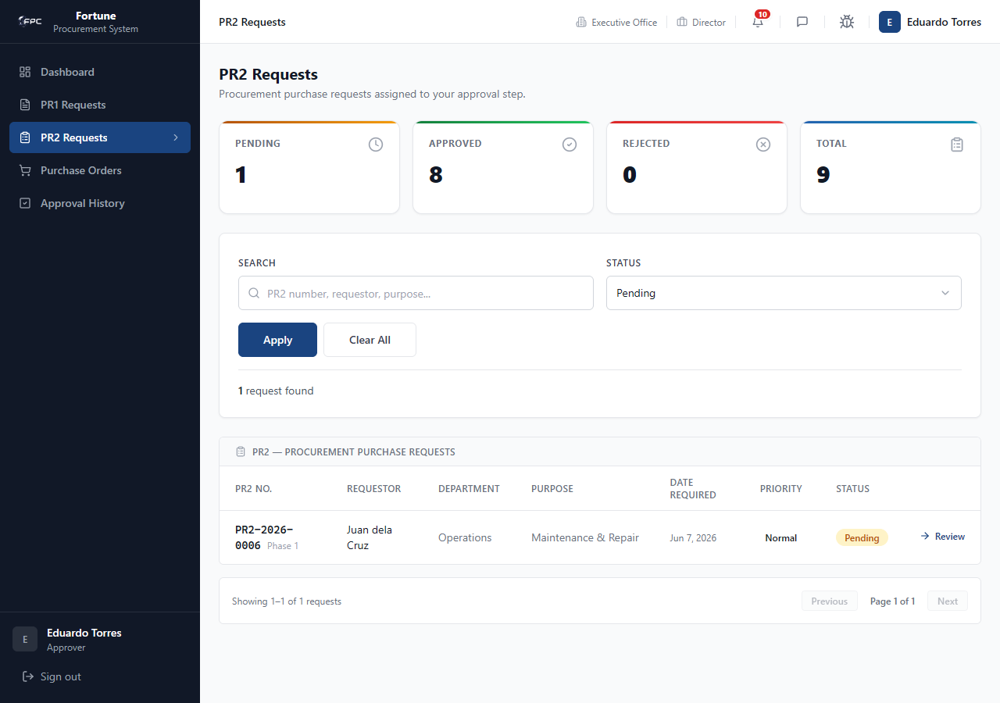 FPC
Fortune
Procurement System
Dashboard
PR1 Requests
PR2 Requests
Purchase Orders
Approval History
Eduardo Torres
E
Approver
Sign out
PR2 Requests
Executive Office
Director
10
E
Eduardo Torres
PR2 Requests
Procurement purchase requests assigned to your approval step.
PENDING
1
APPROVED
8
REJECTED
0
TOTAL
9
SEARCH
PR2 number, requestor, purpose...
STATUS
Pending
Apply
Clear All
1 request found
PR2 — PROCUREMENT PURCHASE REQUESTS
PR2 NO.
REQUESTOR
DEPARTMENT
PURPOSE
DATE
REQUIRED
PRIORITY
STATUS
PR2-2026-
0006 Phase 1
Juan dela
Cruz
Operations
Maintenance & Repair
Jun 7, 2026
Normal
Pending
Review
Showing 1–1 of 1 requests
Previous
Page 1 of 1
Next